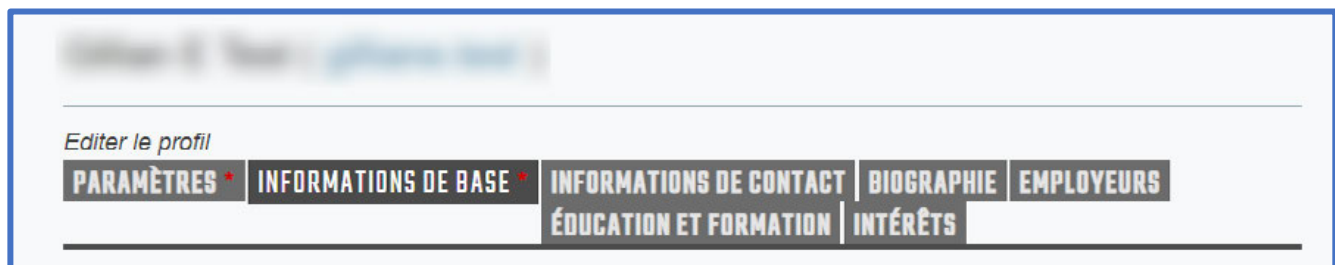 Editer le profil
PARAMÈTRES * INFORMATIONS DE BASE * INFORMATIONS DE CONTACT BIOGRAPHIE EMPLOYEURS
ÉDUCATION ET FORMATION INTÉRÊTS